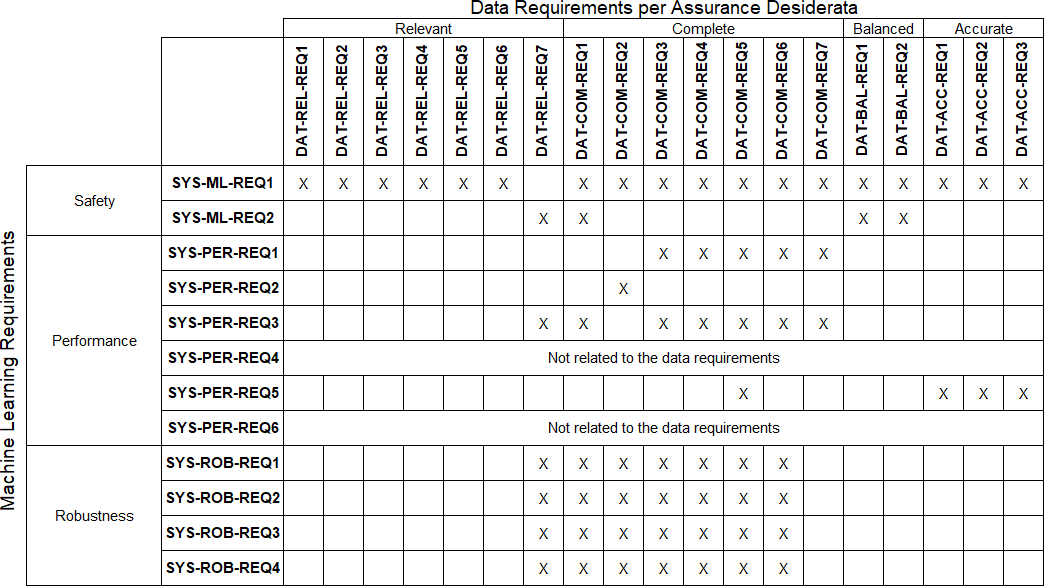 Data Requirements per Assurance Desiderata
Relevant Complete Balanced Accurate
DAT-REL-REQ1 DAT-REL-REQ2 DAT-REL-REQ3 DAT-REL-REQ4 DAT-REL-REQ5 DAT-REL-REQ6 DAT-REL-REQ7 DAT-COM-REQ1 DAT-COM-REQ2 DAT-COM-REQ3 DAT-COM-REQ4 DAT-COM-REQ5 DAT-COM-REQ6 DAT-COM-REQ7 DAT-BAL-REQ1 DAT-BAL-REQ2 DAT-ACC-REQ1 DAT-ACC-REQ2 DAT-ACC-REQ3
Machine Learning Requirements
Safety
SYS-ML-REQ1 X X X X X X X X X X X X X X X X X X
SYS-ML-REQ2 X X X X
Performance
SYS-PER-REQ1 X X X X X
SYS-PER-REQ2 X
SYS-PER-REQ3 X X X X X X X
SYS-PER-REQ4 Not related to the data requirements
SYS-PER-REQ5 X X X X
SYS-PER-REQ6 Not related to the data requirements
Robustness
SYS-ROB-REQ1 X X X X X X X
SYS-ROB-REQ2 X X X X X X X
SYS-ROB-REQ3 X X X X X X X
SYS-ROB-REQ4 X X X X X X X